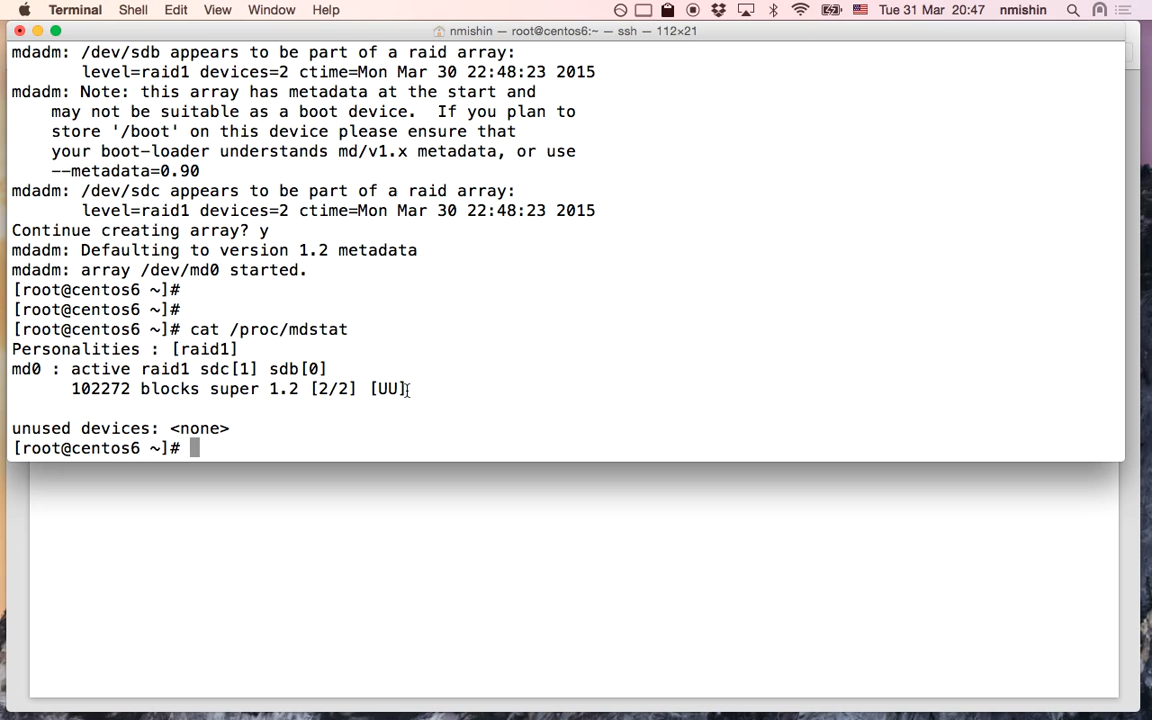 Terminal Shell Edit View Window Help Tue 31 Mar 20:47 nmishin
nmishin — root@centos6:~ — ssh — 112×21
mdadm: /dev/sdb appears to be part of a raid array:
       level=raid1 devices=2 ctime=Mon Mar 30 22:48:23 2015
mdadm: Note: this array has metadata at the start and
    may not be suitable as a boot device.  If you plan to
    store '/boot' on this device please ensure that
    your boot-loader understands md/v1.x metadata, or use
    --metadata=0.90
mdadm: /dev/sdc appears to be part of a raid array:
       level=raid1 devices=2 ctime=Mon Mar 30 22:48:23 2015
Continue creating array? y
mdadm: Defaulting to version 1.2 metadata
mdadm: array /dev/md0 started.
[root@centos6 ~]#
[root@centos6 ~]#
[root@centos6 ~]# cat /proc/mdstat
Personalities : [raid1]
md0 : active raid1 sdc[1] sdb[0]
      102272 blocks super 1.2 [2/2] [UU]
unused devices: <none>
[root@centos6 ~]#